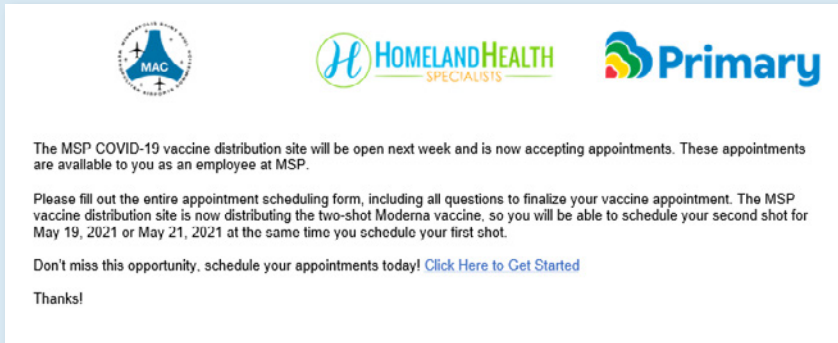 MAC
HOMELANDHEALTH
SPECIALISTS
Primary
The MSP COVID-19 vaccine distribution site will be open next week and is now accepting appointments. These appointments
are available to you as an employee at MSP.
Please fill out the entire appointment scheduling form, including all questions to finalize your vaccine appointment. The MSP
vaccine distribution site is now distributing the two-shot Moderna vaccine, so you will be able to schedule your second shot for
May 19, 2021 or May 21, 2021 at the same time you schedule your first shot.
Don't miss this opportunity, schedule your appointments today! Click Here to Get Started
Thanks!